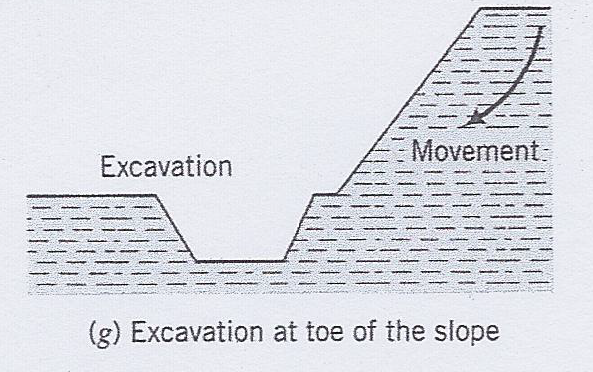 Excavation
Movement
(g) Excavation at toe of the slope